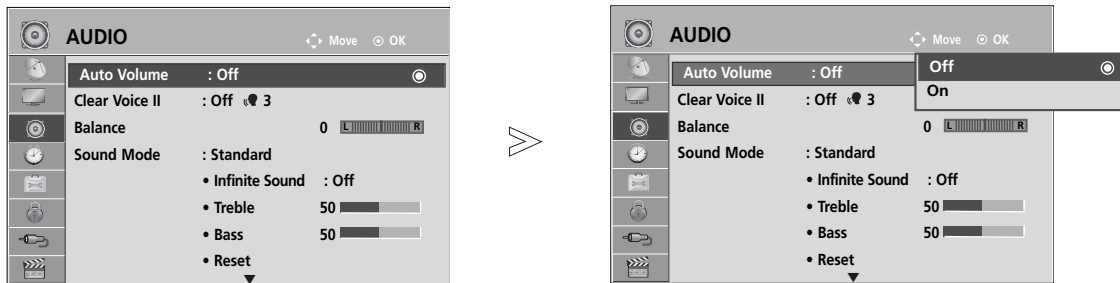 AUDIO Move OK
Auto Volume : Off
Clear Voice II : Off 3
Balance 0 L R
Sound Mode : Standard
• Infinite Sound : Off
• Treble 50
• Bass 50
• Reset
AUDIO Move OK
Auto Volume : Off
Off
On
Clear Voice II : Off 3
Balance 0 L R
Sound Mode : Standard
• Infinite Sound : Off
• Treble 50
• Bass 50
• Reset